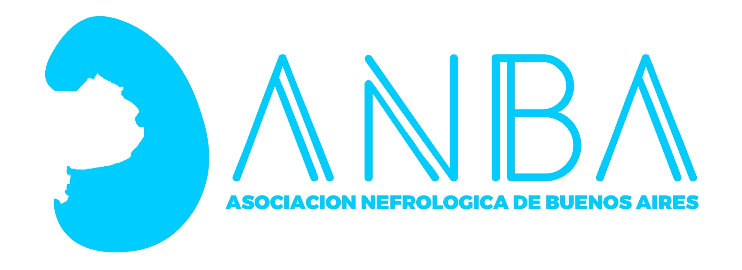 ANBA
ASOCIACION NEFROLOGICA DE BUENOS AIRES